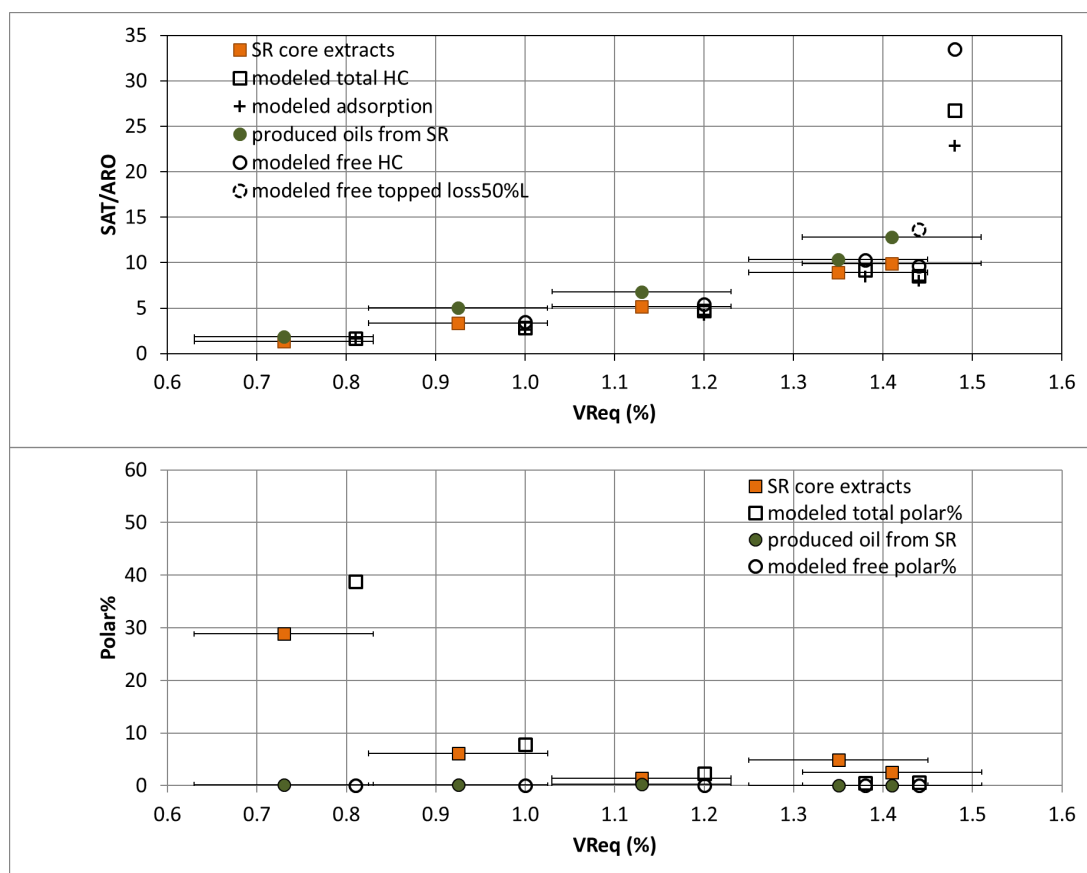 35
30
25
20
15
10
5
0
SAT/ARO
SR core extracts
modeled total HC
modeled adsorption
produced oils from SR
modeled free HC
modeled free topped loss50%L
0.6 0.7 0.8 0.9 1.0 1.1 1.2 1.3 1.4 1.5 1.6
VReq (%)
60
50
40
30
20
10
0
Polar%
SR core extracts
modeled total polar%
produced oil from SR
modeled free polar%
0.6 0.7 0.8 0.9 1.0 1.1 1.2 1.3 1.4 1.5 1.6
VReq (%)